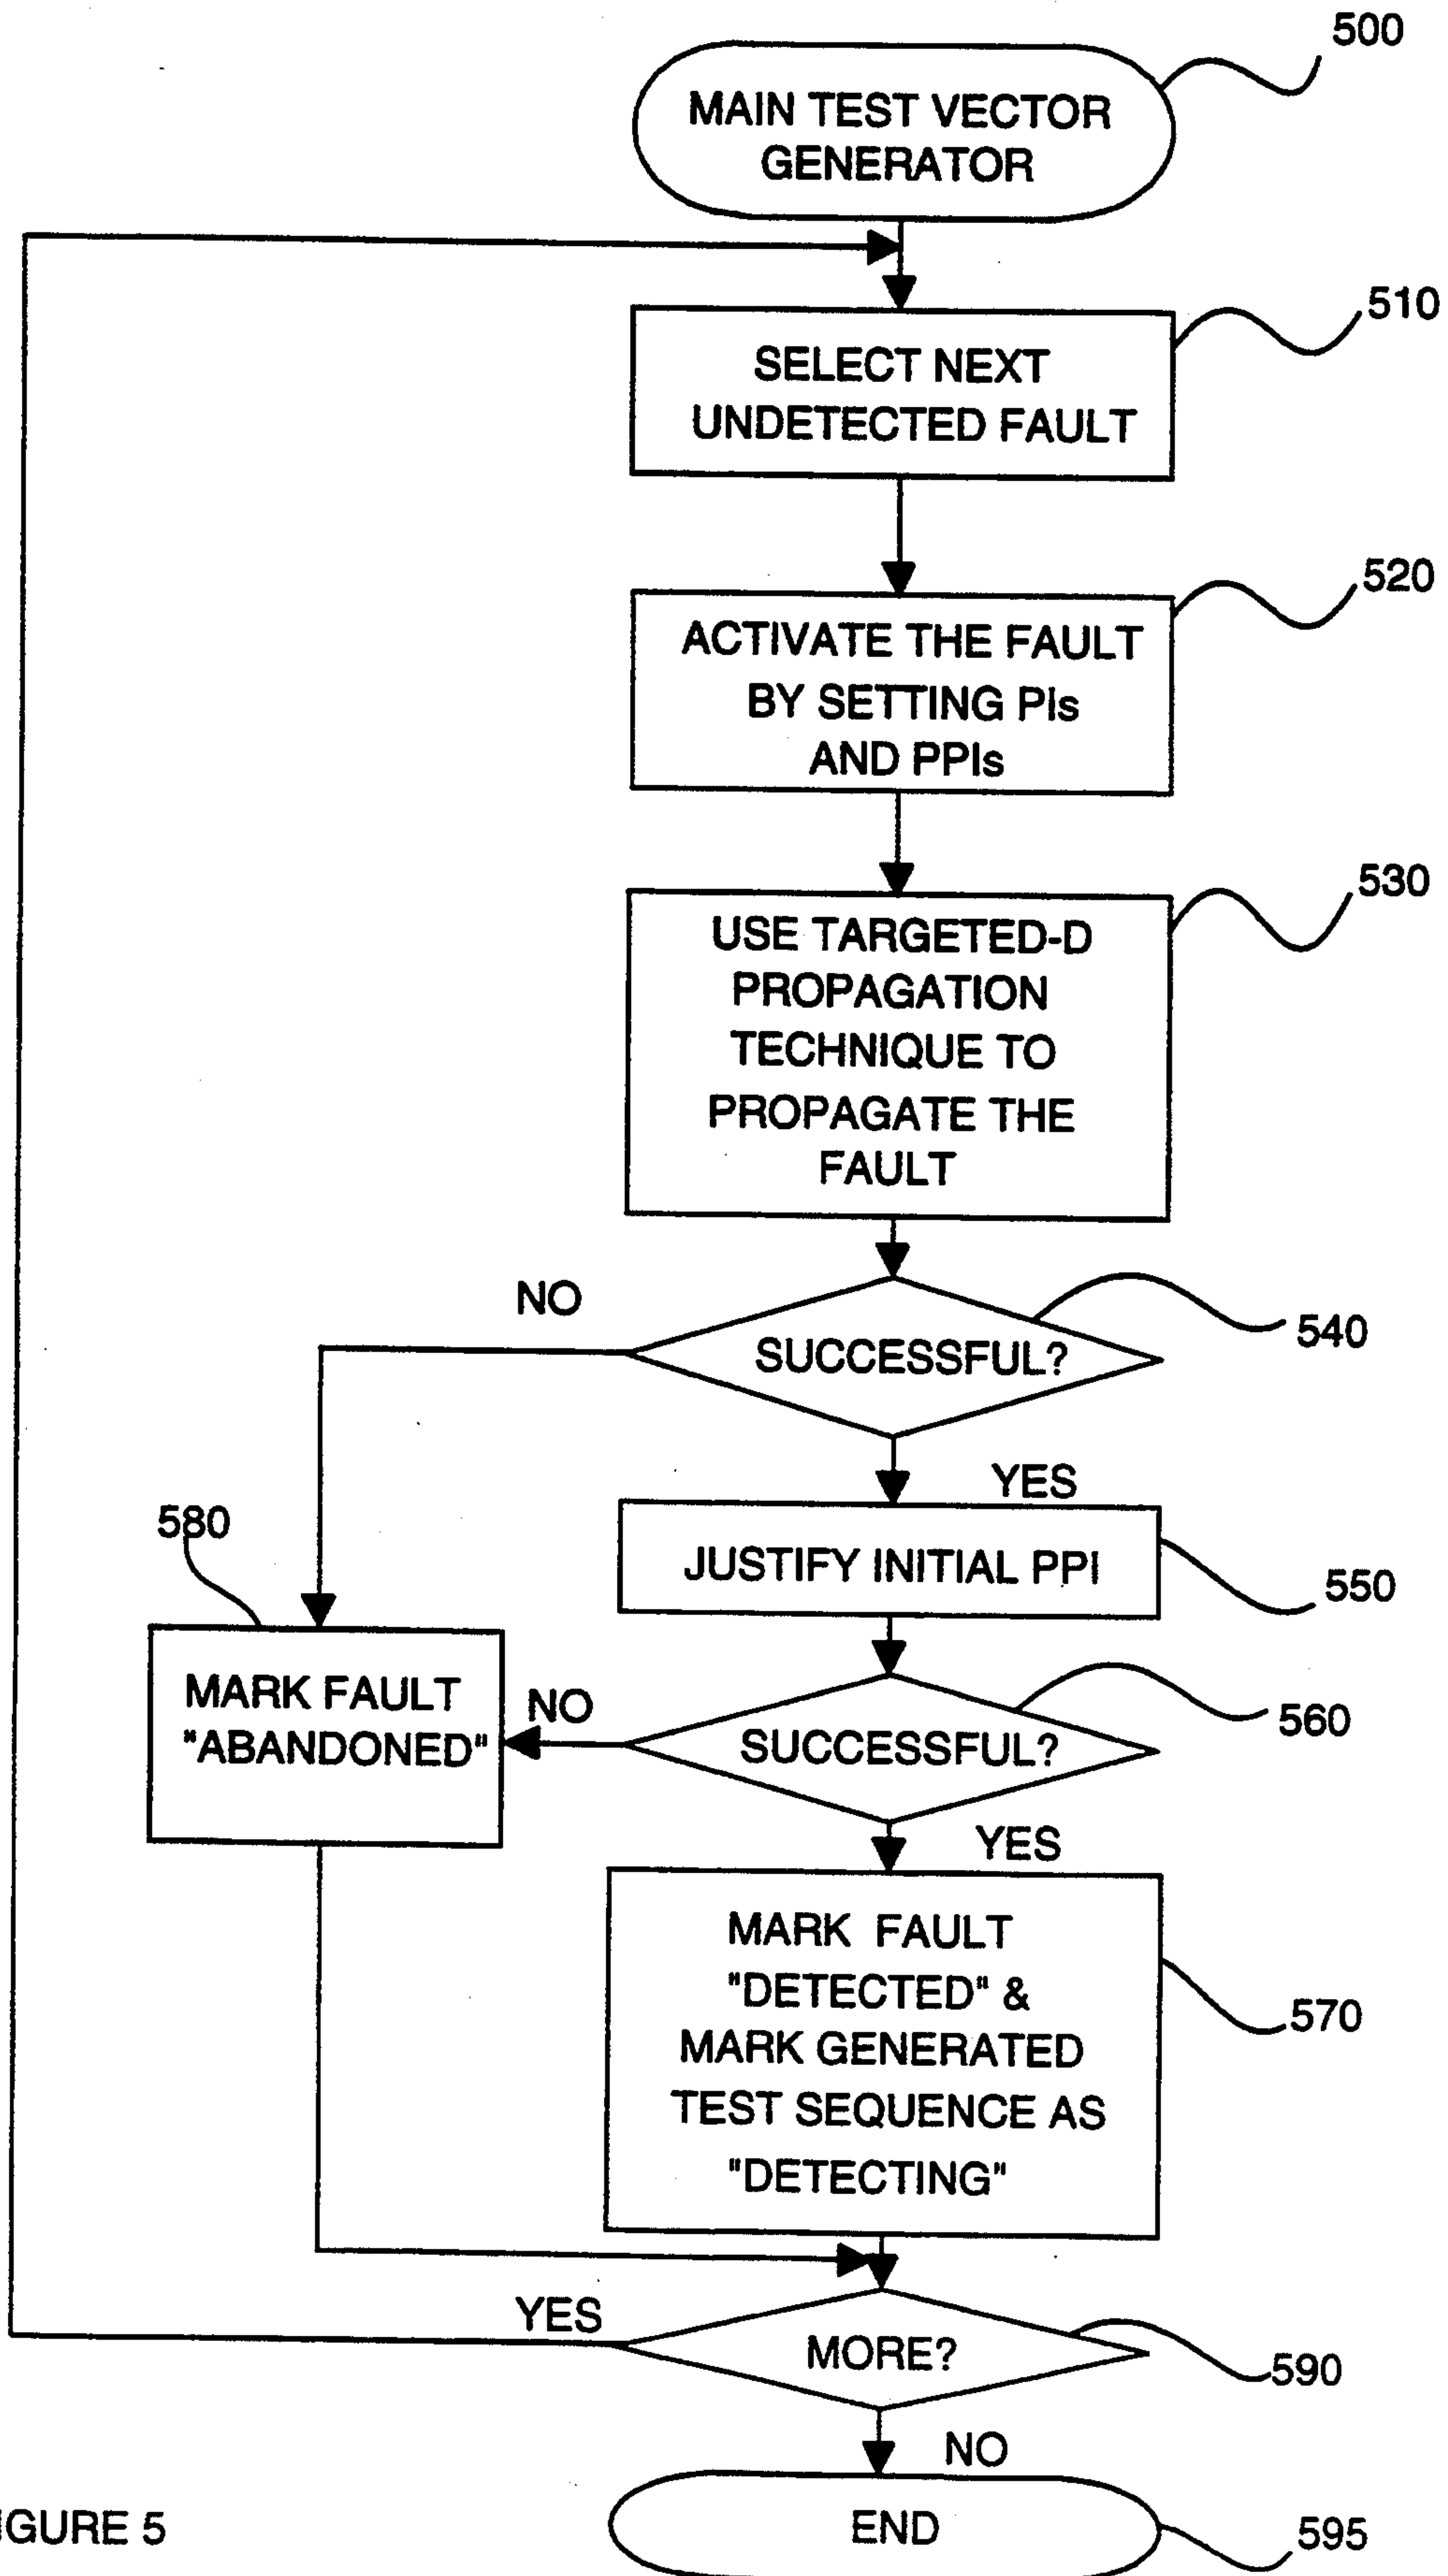 500
MAIN TEST VECTOR
GENERATOR
510
SELECT NEXT
UNDETECTED FAULT
520
ACTIVATE THE FAULT
BY SETTING PIs
AND PPIs
530
USE TARGETED-D
PROPAGATION
TECHNIQUE TO
PROPAGATE THE
FAULT
NO
540
SUCCESSFUL?
YES
580
JUSTIFY INITIAL PPI
550
MARK FAULT
"ABANDONED"
NO
560
SUCCESSFUL?
YES
MARK FAULT
"DETECTED" &
MARK GENERATED
TEST SEQUENCE AS
"DETECTING"
570
YES
MORE?
590
NO
END
595
IGURE 5